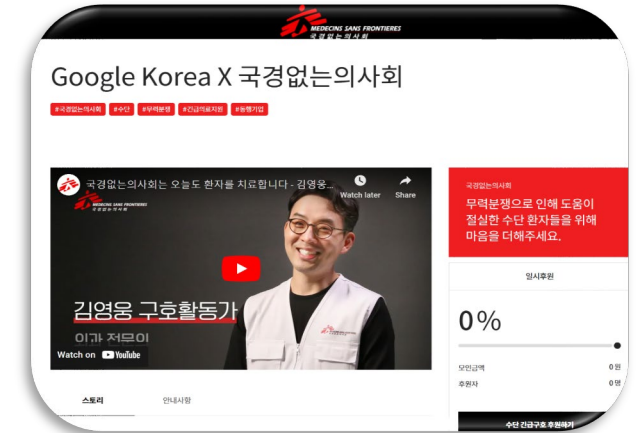 MEDECINS SANS FRONTIERES
국경없는의사회
Google Korea X 국경없는의사회
#국경없는의사회 #수단 #무력분쟁 #긴급의료지원 #동행기업
국경없는의사회는 오늘도 환자를 치료합니다 - 김영웅...
Watch later
Share
MEDECINS SANS FRONTIERES
국경없는의사회
김영웅 구호활동가
전문의
Watch on YouTube
스토리
안내사항
국경없는의사회
무력분쟁으로 인해 도움이
절실한 수단 환자들을 위해
마음을 더해주세요.
일시후원
0%
모인금액 0 원
후원자 0 명
수단 긴급구호 후원하기